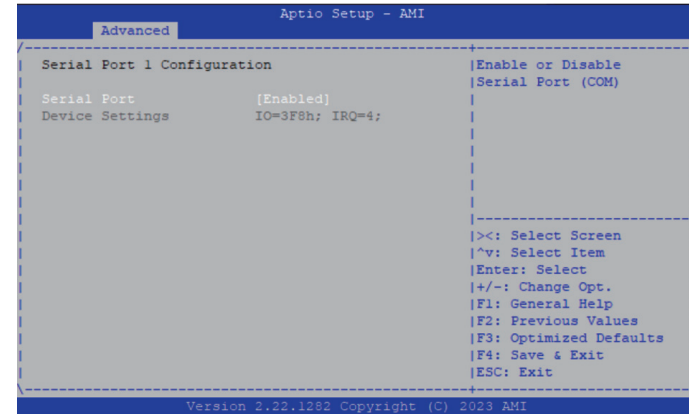 Aptio Setup - AMI
Advanced
Serial Port 1 Configuration
Serial Port [Enabled]
Device Settings IO=3F8h; IRQ=4;
Enable or Disable
Serial Port (COM)
><: Select Screen
^v: Select Item
Enter: Select
+/-: Change Opt.
F1: General Help
F2: Previous Values
F3: Optimized Defaults
F4: Save & Exit
ESC: Exit
Version 2.22.1282 Copyright (C) 2023 AMI